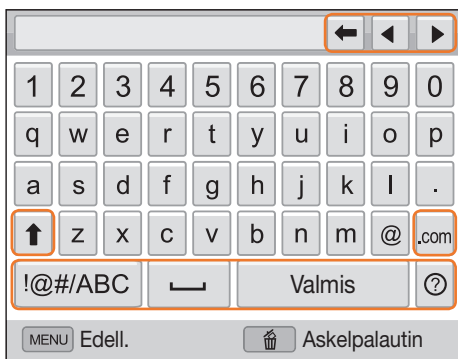 1 2 3 4 5 6 7 8 9 0
q w e r t y u i o p
a s d f g h j k l .
z x c v b n m @ .com
!@#/ABC Valmis ?
MENU Edell. Askelpalautin